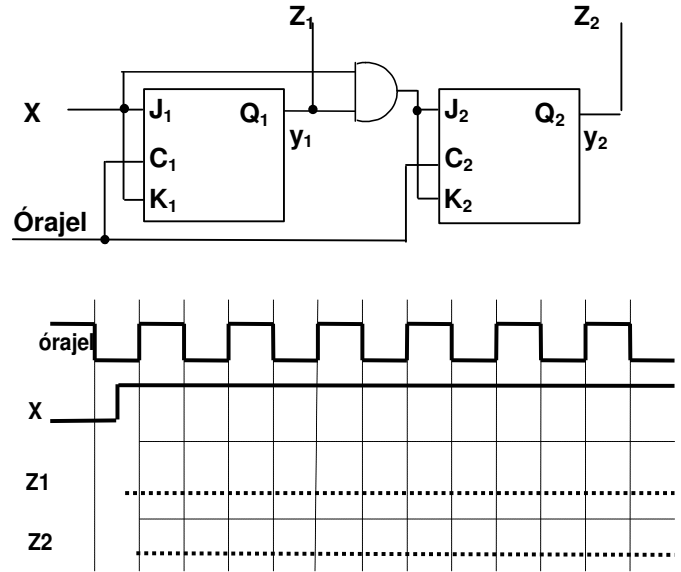 Z₁ Z₂
X J₁ Q₁ J₂ Q₂
y₁ y₂
C₁ C₂
K₁ K₂
Órajel
órajel
X
Z1
Z2